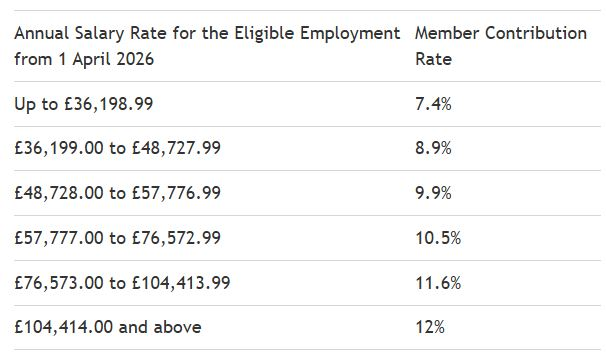 Annual Salary Rate for the Eligible Employment Member Contribution
from 1 April 2026 Rate
Up to £36,198.99 7.4%
£36,199.00 to £48,727.99 8.9%
£48,728.00 to £57,776.99 9.9%
£57,777.00 to £76,572.99 10.5%
£76,573.00 to £104,413.99 11.6%
£104,414.00 and above 12%